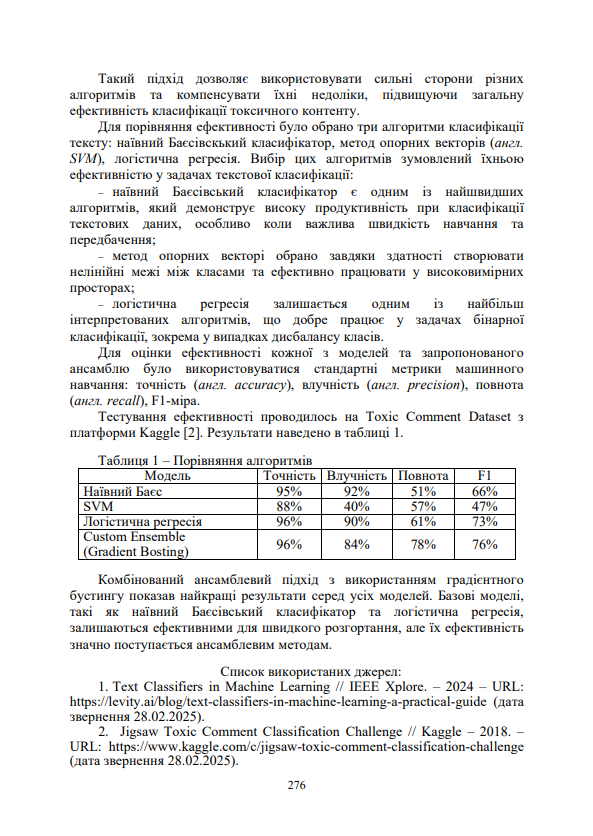 Такий підхід дозволяє використовувати сильні сторони різних
алгоритмів та компенсувати їхні недоліки, підвищуючи загальну
ефективність класифікації токсичного контенту.
Для порівняння ефективності було обрано три алгоритми класифікації
тексту: наївний Баєсівскький класифікатор, метод опорних векторів (англ.
SVM), логістична регресія. Вибір цих алгоритмів зумовлений їхньою
ефективністю у задачах текстової класифікації:
– наївний Баєсівський класифікатор є одним із найшвидших
алгоритмів, який демонструє високу продуктивність при класифікації
текстових даних, особливо коли важлива швидкість навчання та
передбачення;
– метод опорних векторі обрано завдяки здатності створювати
нелінійні межі між класами та ефективно працювати у високовимірних
просторах;
– логістична регресія залишається одним із найбільш
інтерпретованих алгоритмів, що добре працює у задачах бінарної
класифікації, зокрема у випадках дисбалансу класів.
Для оцінки ефективності кожної з моделей та запропонованого
ансамблю було використовуватися стандартні метрики машинного
навчання: точність (англ. accuracy), влучність (англ. precision), повнота
(англ. recall), F1-міра.
Тестування ефективності проводилось на Toxic Comment Dataset з
платформи Kaggle [2]. Результати наведено в таблиці 1.
Таблиця 1 – Порівняння алгоритмів
Модель Точність Влучність Повнота F1
Наївний Баєс 95% 92% 51% 66%
SVM 88% 40% 57% 47%
Логістична регресія 96% 90% 61% 73%
Custom Ensemble
(Gradient Bosting) 96% 84% 78% 76%
Комбінований ансамблевий підхід з використанням градієнтного
бустингу показав найкращі результати серед усіх моделей. Базові моделі,
такі як наївний Баєсівський класифікатор та логістична регресія,
залишаються ефективними для швидкого розгортання, але їх ефективність
значно поступається ансамблевим методам.
Список використаних джерел:
1. Text Classifiers in Machine Learning // IEEE Xplore. – 2024 – URL:
https://levity.ai/blog/text-classifiers-in-machine-learning-a-practical-guide (дата
звернення 28.02.2025).
2. Jigsaw Toxic Comment Classification Challenge // Kaggle – 2018. –
URL: https://www.kaggle.com/c/jigsaw-toxic-comment-classification-challenge
(дата звернення 28.02.2025).
276